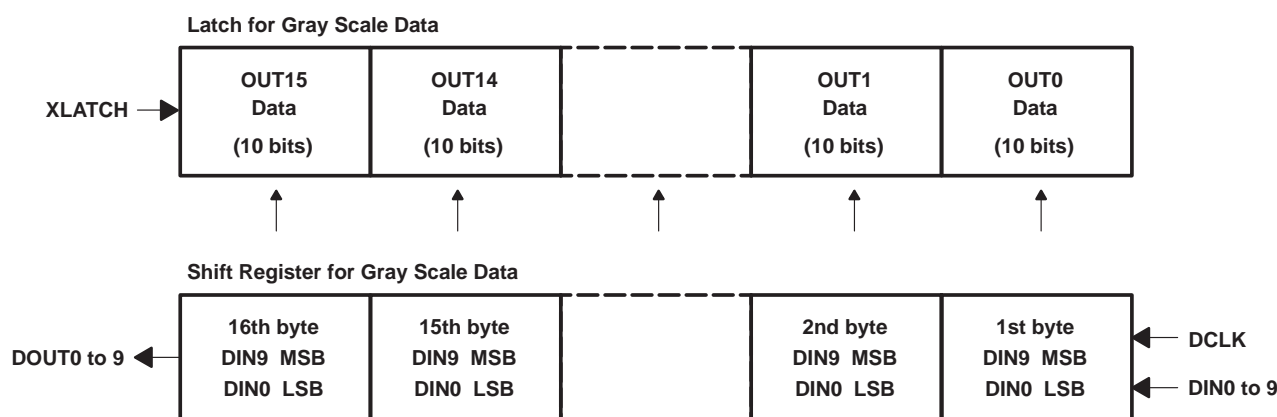 Latch for Gray Scale Data
XLATCH
OUT15
Data
(10 bits)
OUT14
Data
(10 bits)
OUT1
Data
(10 bits)
OUT0
Data
(10 bits)
Shift Register for Gray Scale Data
DOUT0 to 9
16th byte
DIN9 MSB
DIN0 LSB
15th byte
DIN9 MSB
DIN0 LSB
2nd byte
DIN9 MSB
DIN0 LSB
1st byte
DIN9 MSB
DIN0 LSB
DCLK
DIN0 to 9